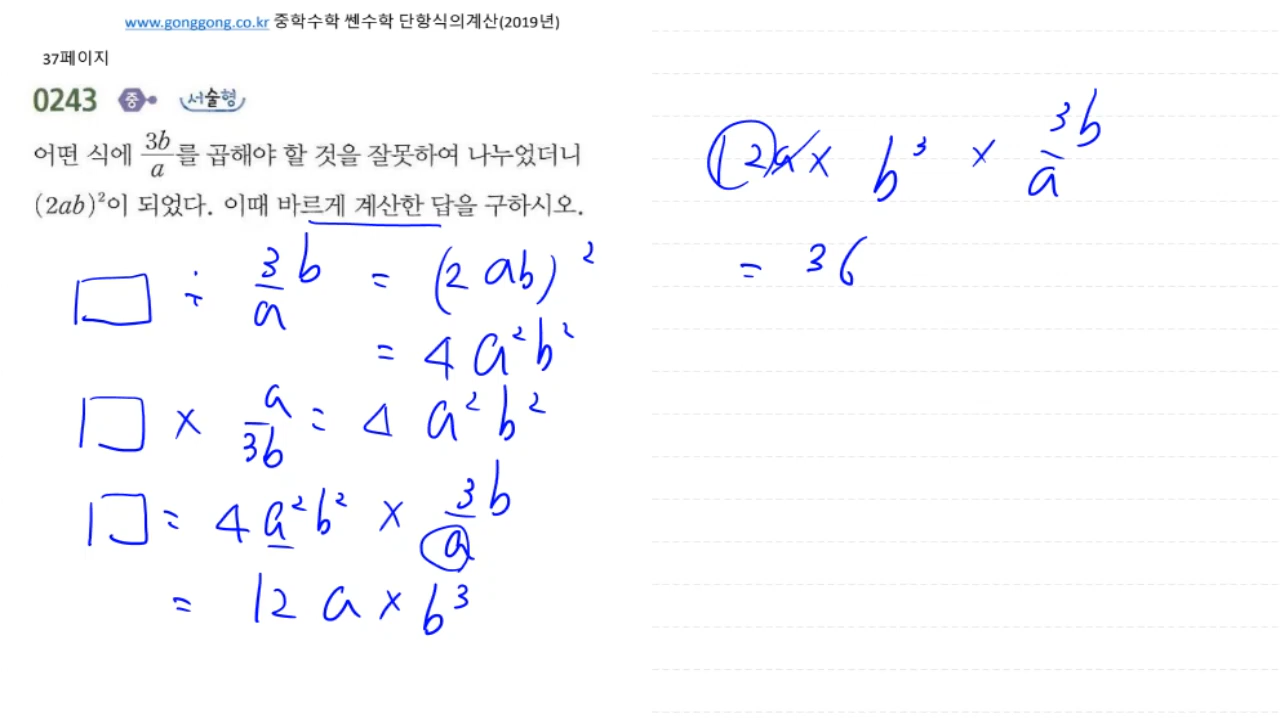 www.gonggong.co.kr 중학수학 쎈수학 단항식의계산(2019년)
37페이지
0243 중 서술형
어떤 식에 3b/a를 곱해야 할 것을 잘못하여 나누었더니
(2ab)²이 되었다. 이때 바르게 계산한 답을 구하시오.
□ ÷ 3b/a = (2ab)²
= 4a²b²
□ × a/3b = 4a²b²
□ = 4a²b² × 3b/a
= 12a × b³
12a × b³ × 3b/a
= 36